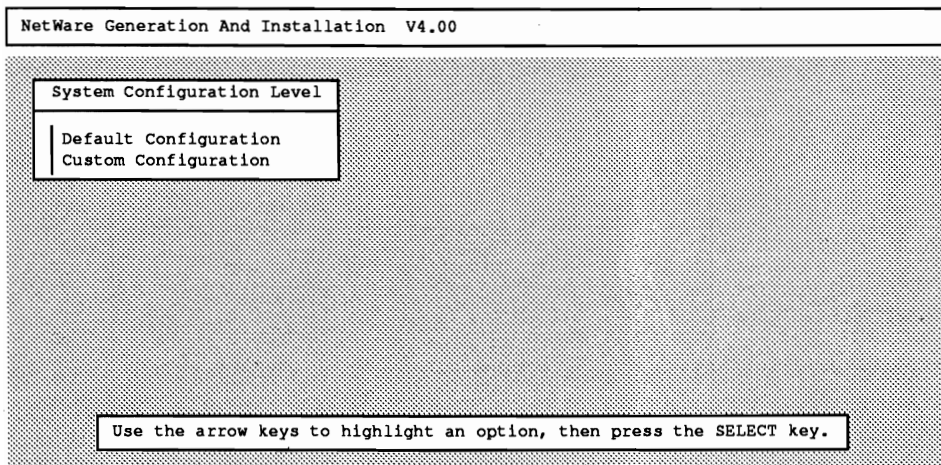 NetWare Generation And Installation V4.00
System Configuration Level
Default Configuration
Custom Configuration
Use the arrow keys to highlight an option, then press the SELECT key.